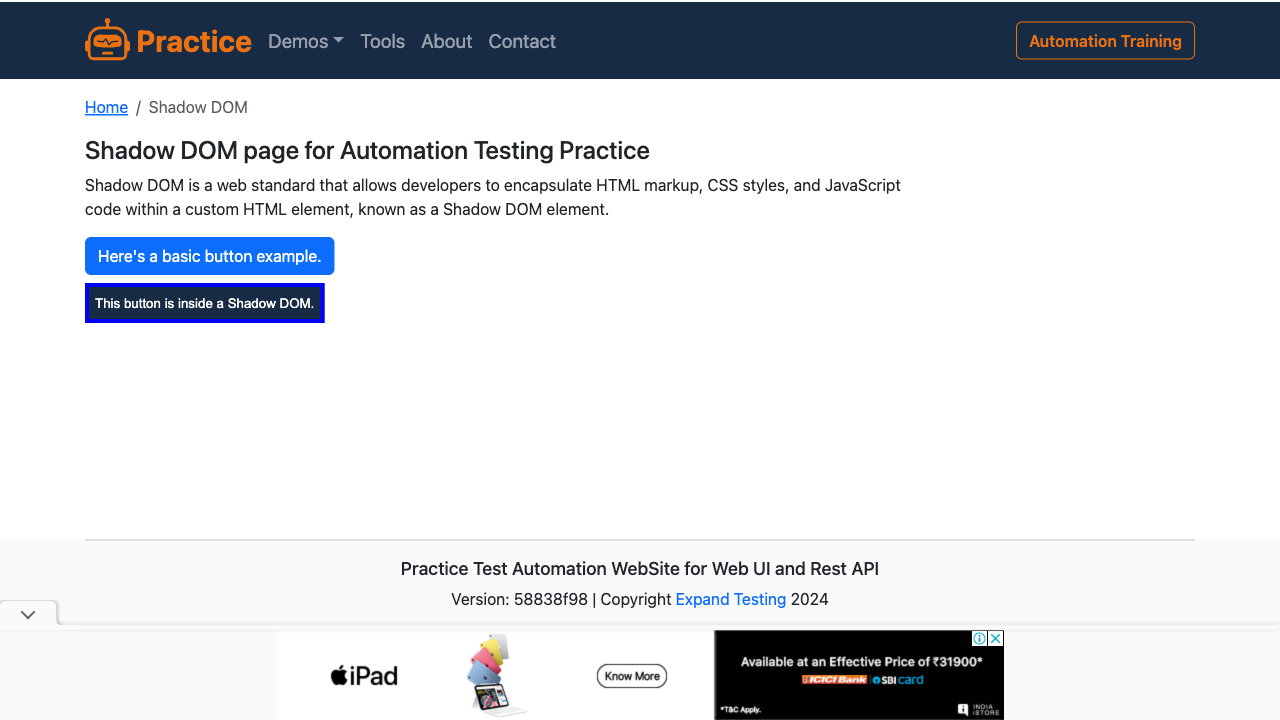 Practice Demos Tools About Contact Automation Training
Home / Shadow DOM
Shadow DOM page for Automation Testing Practice
Shadow DOM is a web standard that allows developers to encapsulate HTML markup, CSS styles, and JavaScript
code within a custom HTML element, known as a Shadow DOM element.
Here's a basic button example.
This button is inside a Shadow DOM.
Practice Test Automation WebSite for Web UI and Rest API
Version: 58838f98 | Copyright Expand Testing 2024
iPad
Know More
Available at an Effective Price of ₹31900*
ICICI Bank SBI card
*T&C Apply.
INDIA
iSTORE